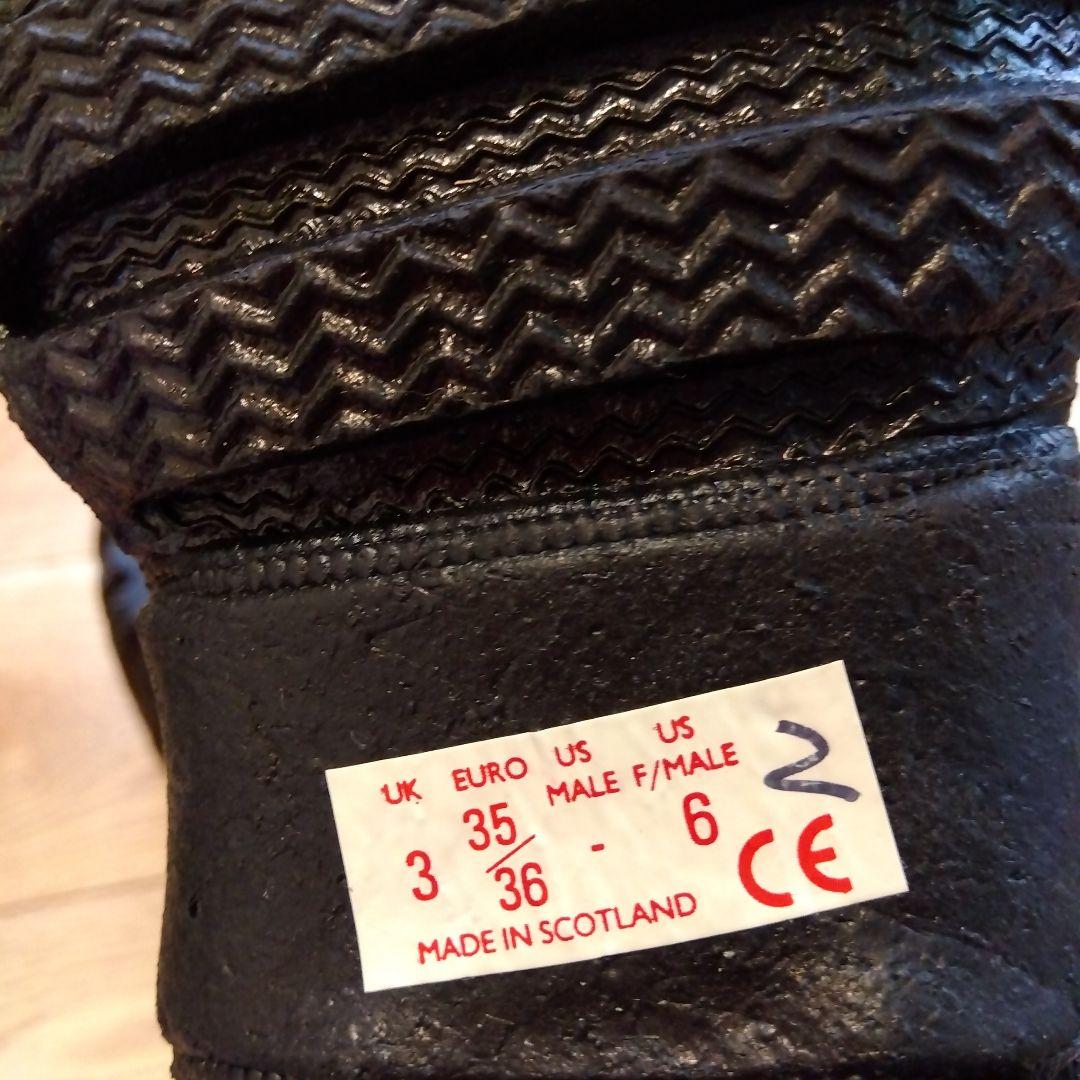 UK EURO US MALE US F/MALE 2
3 35/36 - 6 CE
MADE IN SCOTLAND